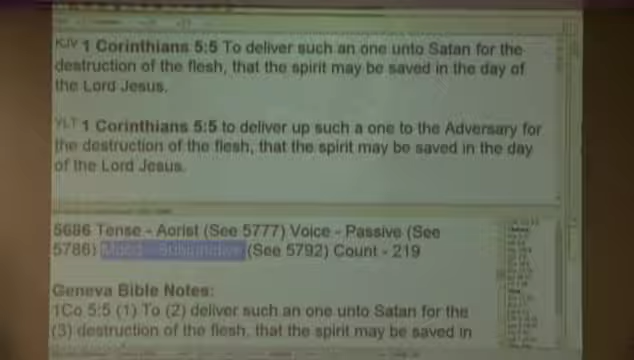 KJV 1 Corinthians 5:5 To deliver such an one unto Satan for the
destruction of the flesh, that the spirit may be saved in the day of
the Lord Jesus.
YLT 1 Corinthians 5:5 to deliver up such a one to the Adversary for
the destruction of the flesh, that the spirit may be saved in the day
of the Lord Jesus.
5686 Tense - Aorist (See 5777) Voice - Passive (See
5786) Mood - Subjunctive (See 5792) Count - 219
Geneva Bible Notes:
1Co 5:5 (1) To (2) deliver such an one unto Satan for the
(3) destruction of the flesh, that the spirit may be saved in